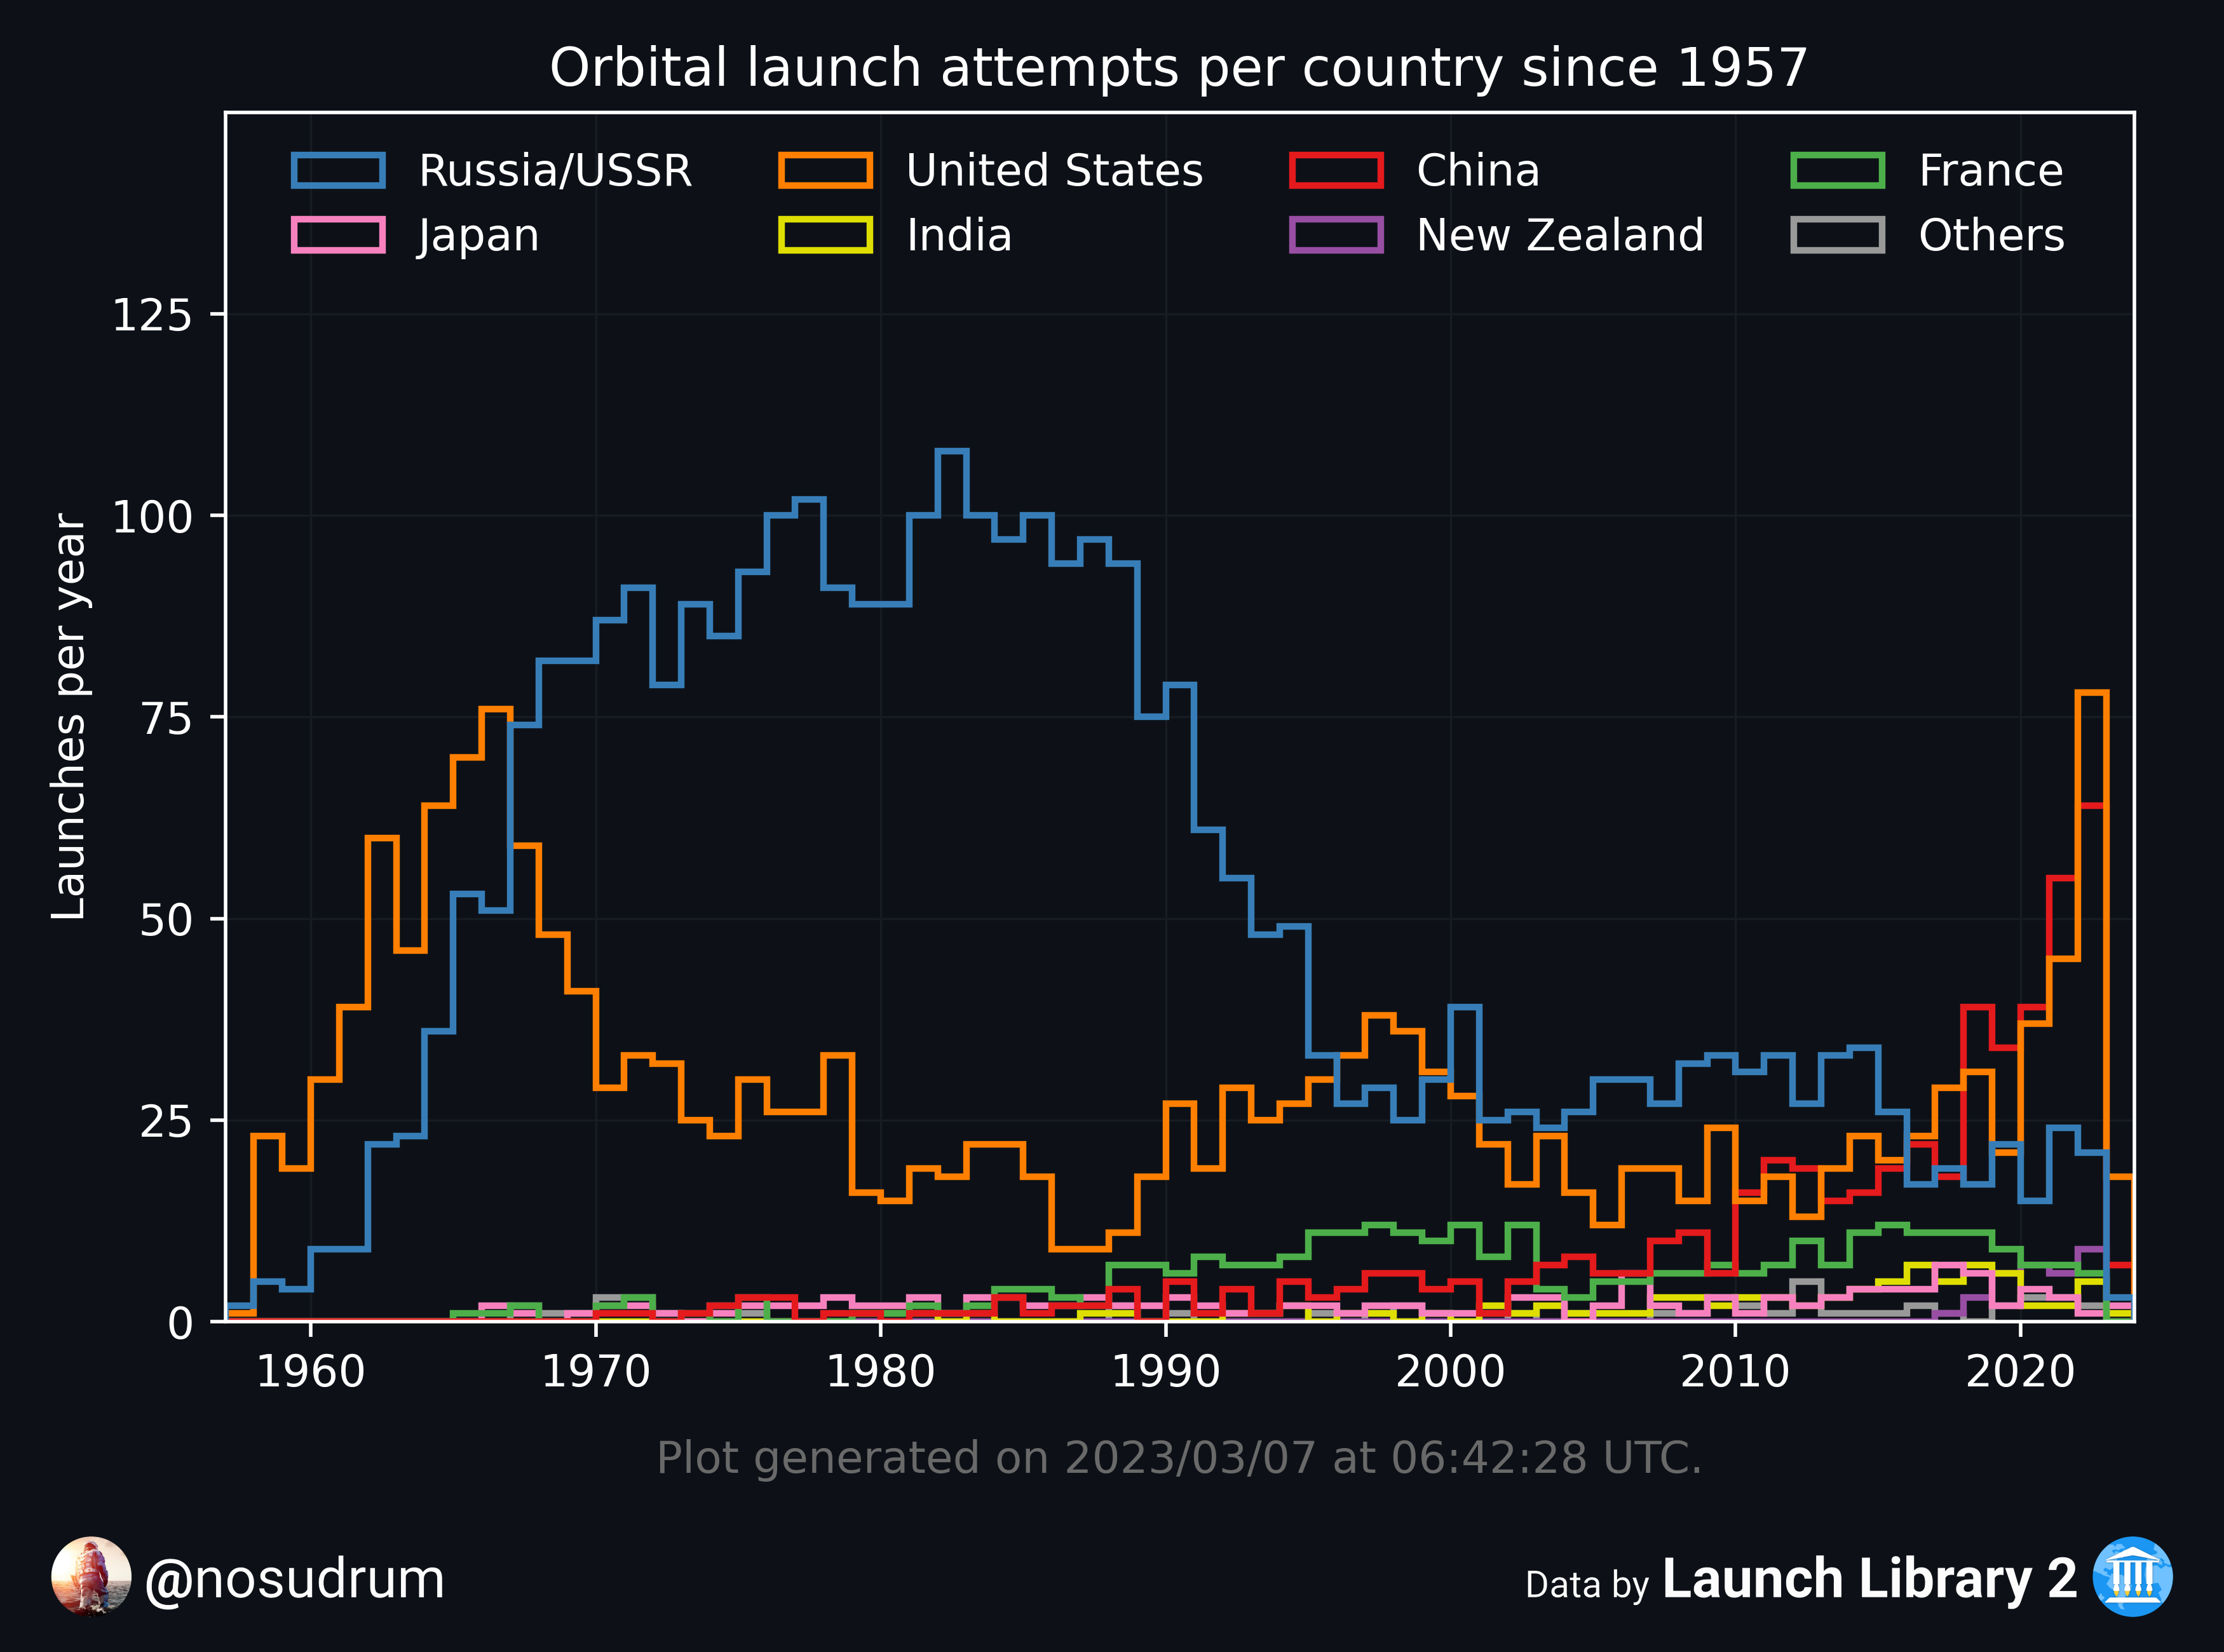 Orbital launch attempts per country since 1957
Russia/USSR United States China France
Japan India New Zealand Others
Launches per year
125
100
75
50
25
0
1960 1970 1980 1990 2000 2010 2020
Plot generated on 2023/03/07 at 06:42:28 UTC.
@nosudrum
Data by Launch Library 2